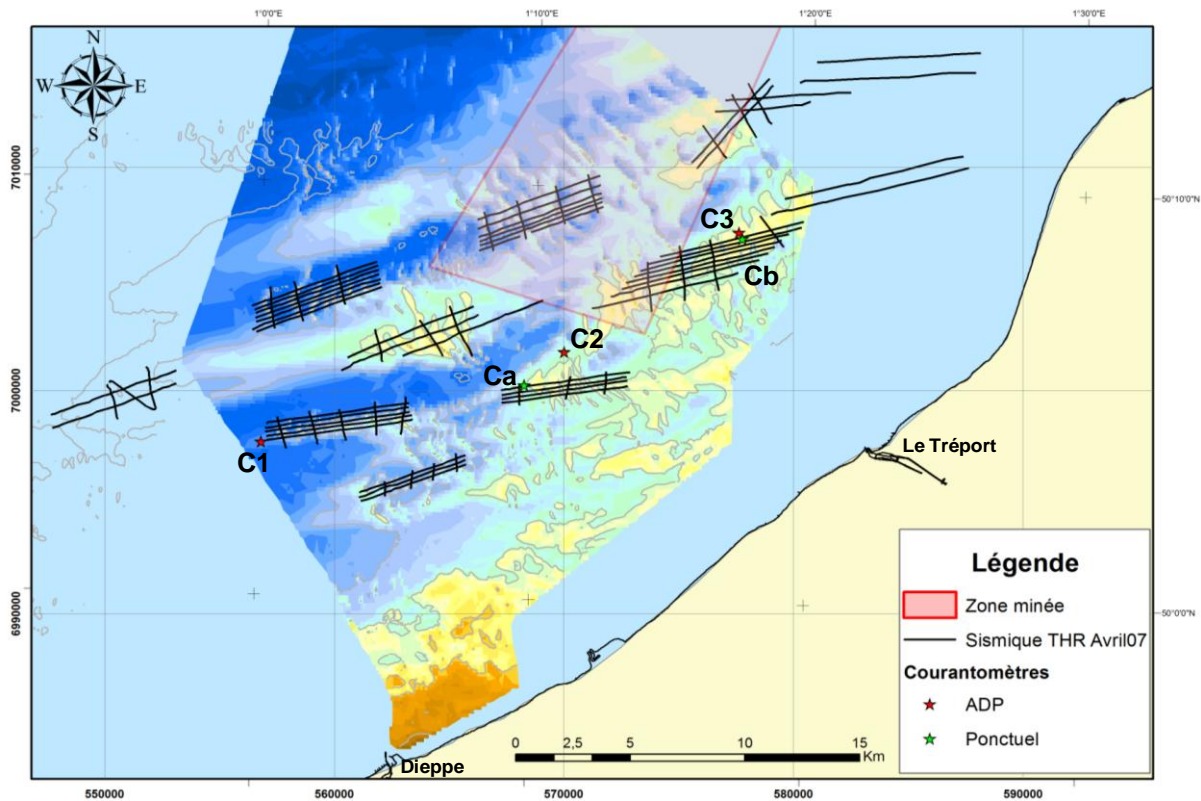 1°0'0"E
1°10'0"E
1°20'0"E
1°30'0"E
N
W
E
S
7010000
7000000
6990000
50°10'0"N
50°0'0"N
C3
Cb
C2
Ca
C1
Le Tréport
Dieppe
Légende
Zone minée
Sismique THR Avril07
Courantomètres
ADP
Ponctuel
0 2,5 5 10 15
Km
550000
560000
570000
580000
590000